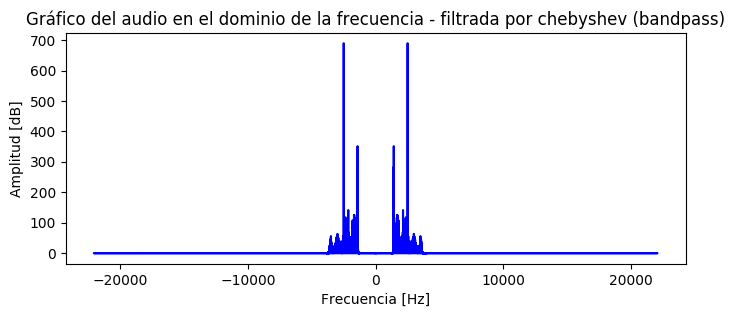 Gráfico del audio en el dominio de la frecuencia - filtrada por chebyshev (bandpass)
700
600
500
400
300
200
100
0
Amplitud [dB]
−20000 −10000 0 10000 20000
Frecuencia [Hz]